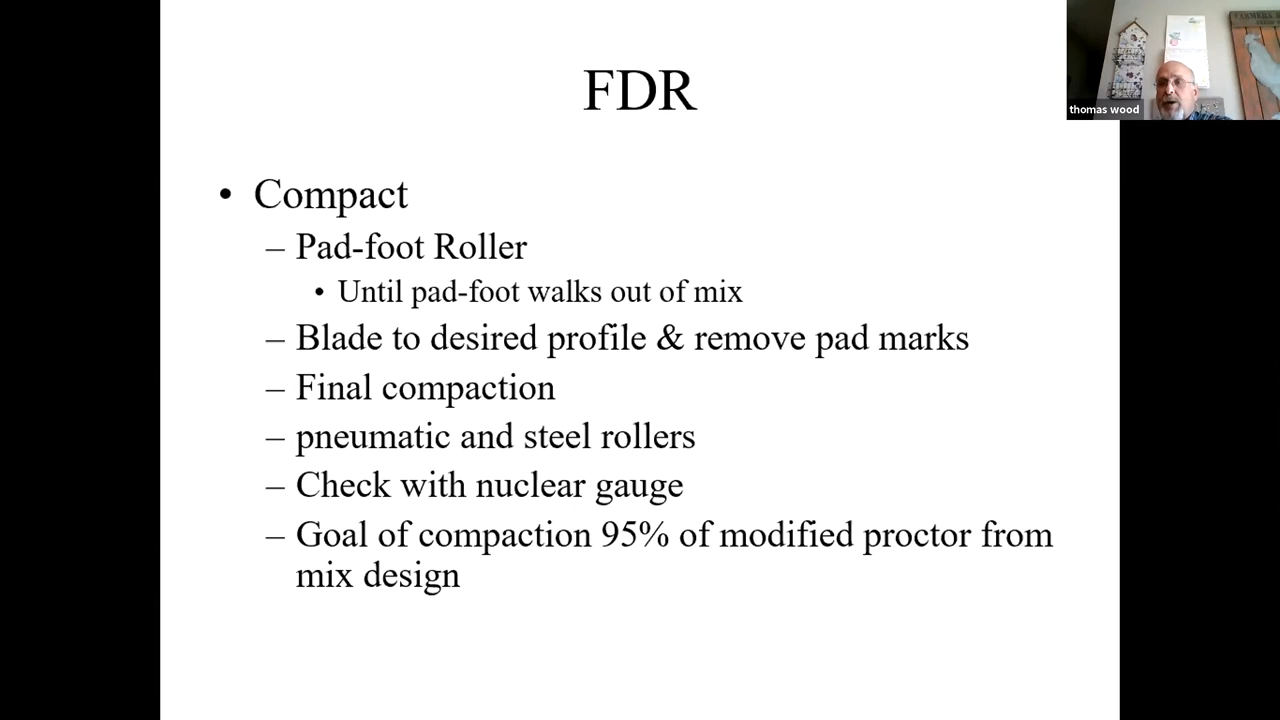 FDR
• Compact
– Pad-foot Roller
• Until pad-foot walks out of mix
– Blade to desired profile & remove pad marks
– Final compaction
– pneumatic and steel rollers
– Check with nuclear gauge
– Goal of compaction 95% of modified proctor from
mix design
thomas wood